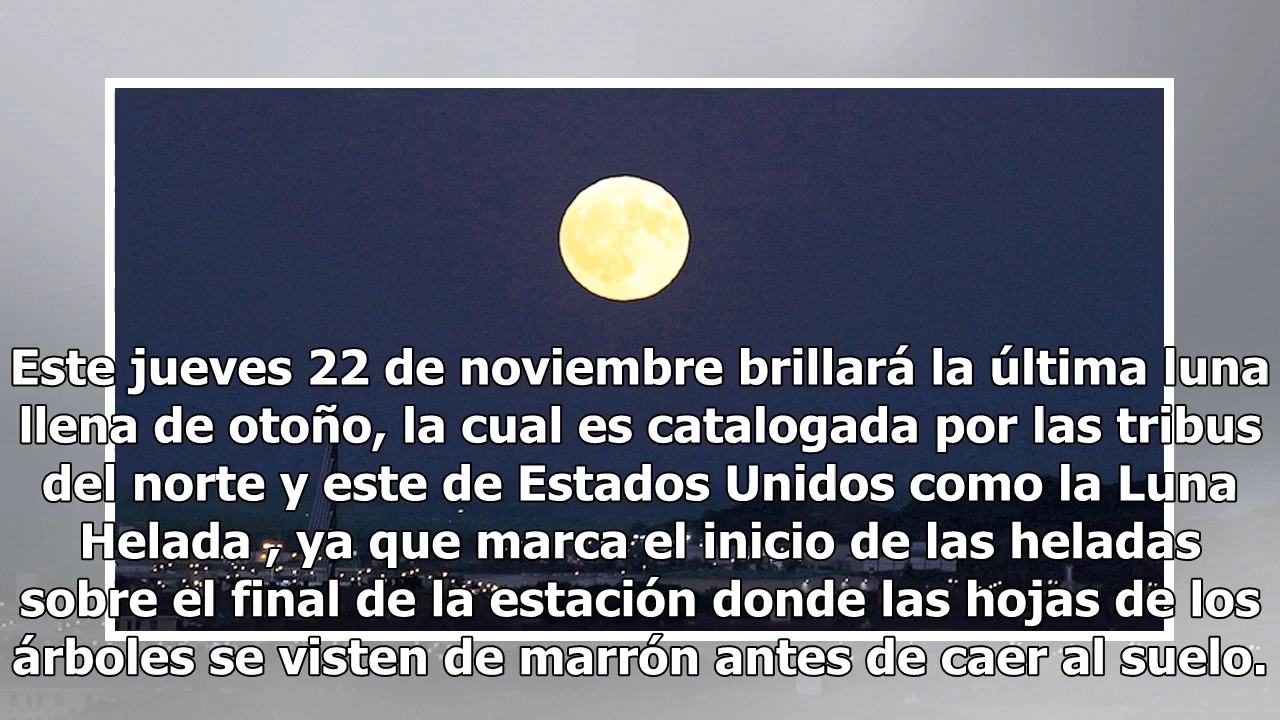 Este jueves 22 de noviembre brillará la última luna
llena de otoño, la cual es catalogada por las tribus
del norte y este de Estados Unidos como la Luna
Helada , ya que marca el inicio de las heladas
sobre el final de la estación donde las hojas de los
árboles se visten de marrón antes de caer al suelo.